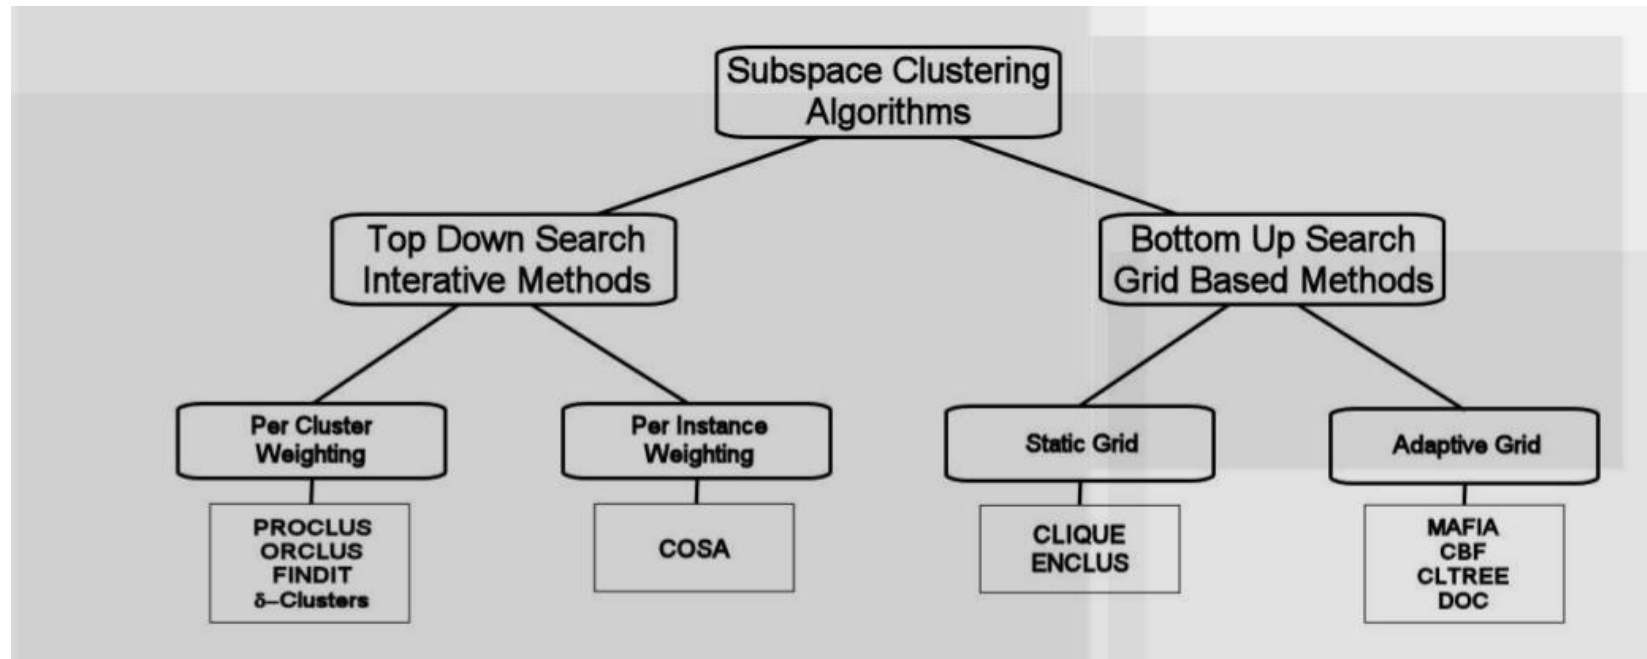 Subspace Clustering
Algorithms
Top Down Search
Interative Methods
Bottom Up Search
Grid Based Methods
Per Cluster
Weighting
Per Instance
Weighting
Static Grid
Adaptive Grid
PROCLUS
ORCLUS
FINDIT
δ–Clusters
COSA
CLIQUE
ENCLUS
MAFIA
CBF
CLTREE
DOC